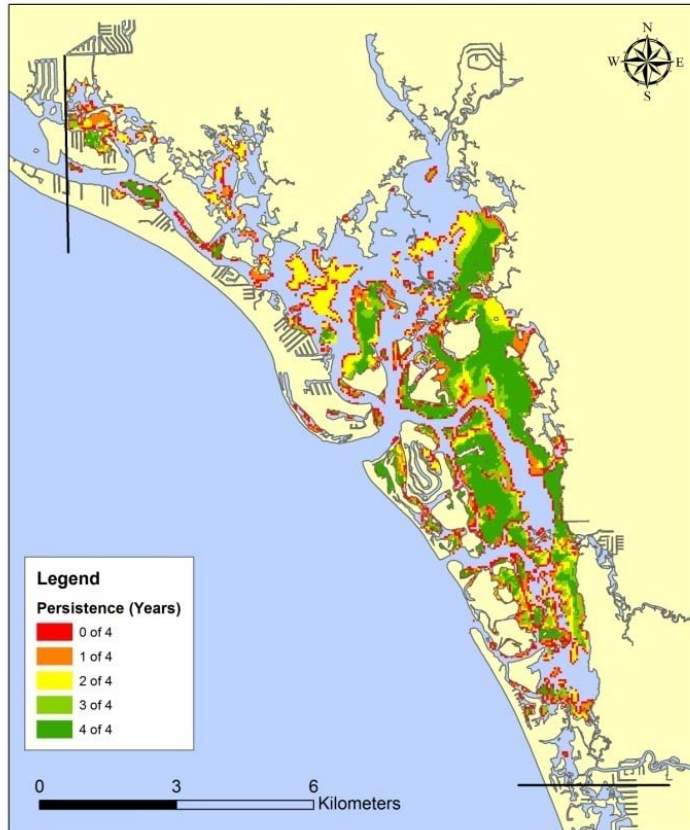 N
W E
S
Legend
Persistence (Years)
0 of 4
1 of 4
2 of 4
3 of 4
4 of 4
0 3 6
Kilometers